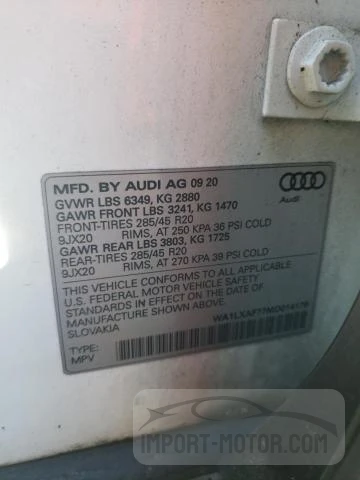 MFD. BY AUDI AG 09 20
GVWR LBS 6349, KG 2880
GAWR FRONT LBS 3241, KG 1470
FRONT-TIRES 285/45 R20
9JX20 RIMS, AT 250 KPA 36 PSI COLD
GAWR REAR LBS 3803, KG 1725
REAR-TIRES 285/45 R20
9JX20 RIMS, AT 270 KPA 39 PSI COLD
Audi
THIS VEHICLE CONFORMS TO ALL APPLICABLE
U.S. FEDERAL MOTOR VEHICLE SAFETY
STANDARDS IN EFFECT ON THE DATE OF
MANUFACTURE SHOWN ABOVE.
SLOVAKIA
TYPE:
MPV
IMPORT-MOTOR.COM